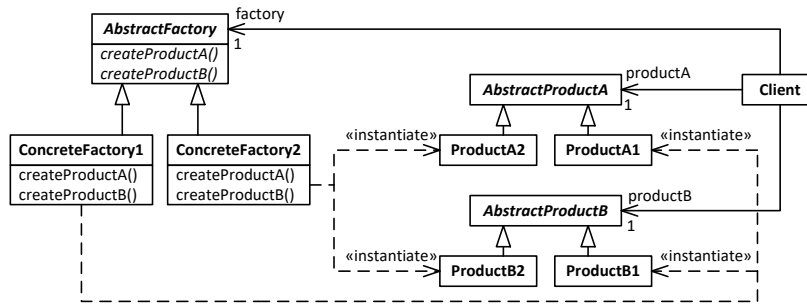 factory
AbstractFactory
1
createProductA()
createProductB()
productA
AbstractProductA
Client
1
«instantiate»
«instantiate»
ConcreteFactory1
ConcreteFactory2
ProductA2
ProductA1
createProductA()
createProductA()
createProductB()
createProductB()
productB
AbstractProductB
1
«instantiate»
«instantiate»
ProductB2
ProductB1